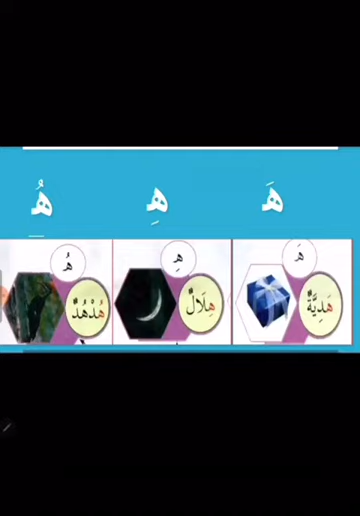 هَ هِ هُ
هَ هِ هُ
هَدِيَّةٌ هِلَالٌ هُدْهُدٌ